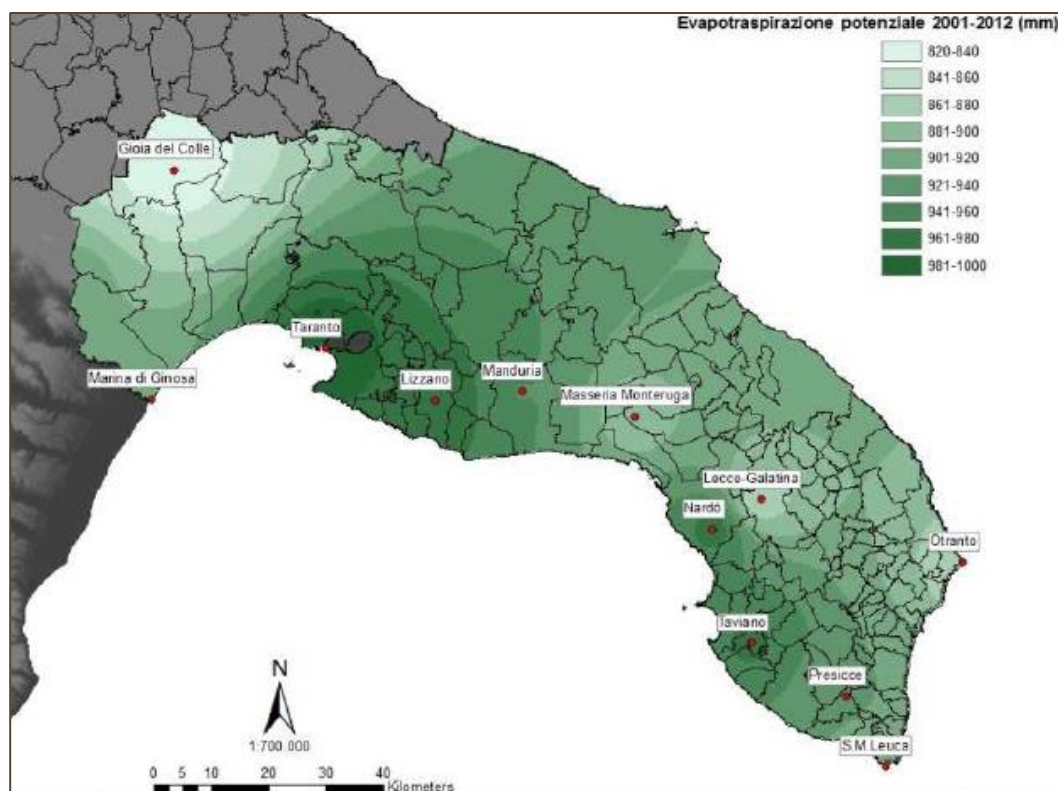 Evapotraspirazione potenziale 2001-2012 (mm)
820-840
841-860
861-880
881-900
901-920
921-940
941-960
961-980
981-1000
Gioia del Colle
Taranto
Marina di Ginosa
Lizzano
Manduria
Masseria Monteruga
Lecce-Galatina
Nardò
Otranto
Taviano
Presicce
S.M.Leuca
N
1:700 000
0 5 10 20 30 40
Kilometers